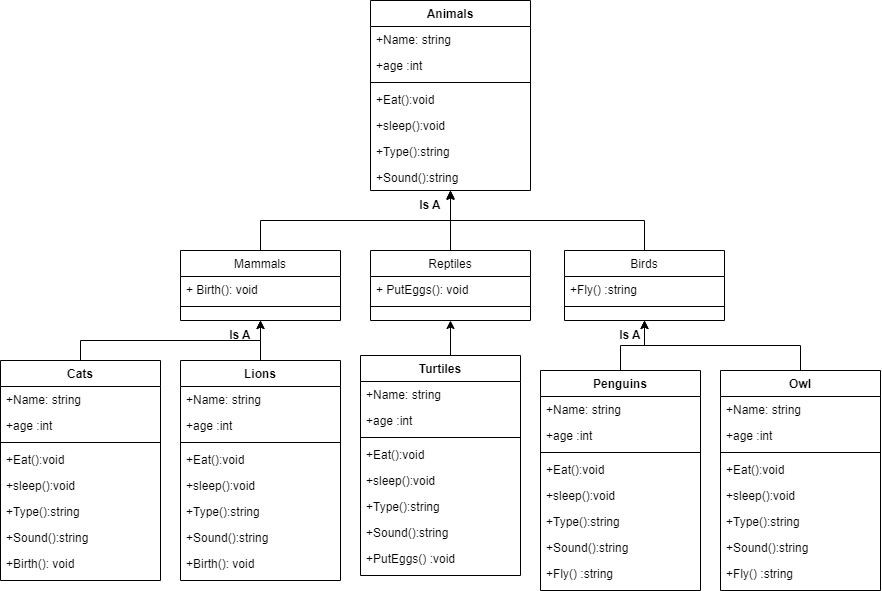 Animals
+Name: string
+age :int
+Eat():void
+sleep():void
+Type():string
+Sound():string
Is A
Mammals
+ Birth(): void
Reptiles
+ PutEggs(): void
Birds
+Fly() :string
Is A
Is A
Cats
+Name: string
+age :int
+Eat():void
+sleep():void
+Type():string
+Sound():string
+Birth(): void
Lions
+Name: string
+age :int
+Eat():void
+sleep():void
+Type():string
+Sound():string
+Birth(): void
Turtiles
+Name: string
+age :int
+Eat():void
+sleep():void
+Type():string
+Sound():string
+PutEggs() :void
Penguins
+Name: string
+age :int
+Eat():void
+sleep():void
+Type():string
+Sound():string
+Fly() :string
Owl
+Name: string
+age :int
+Eat():void
+sleep():void
+Type():string
+Sound():string
+Fly() :string